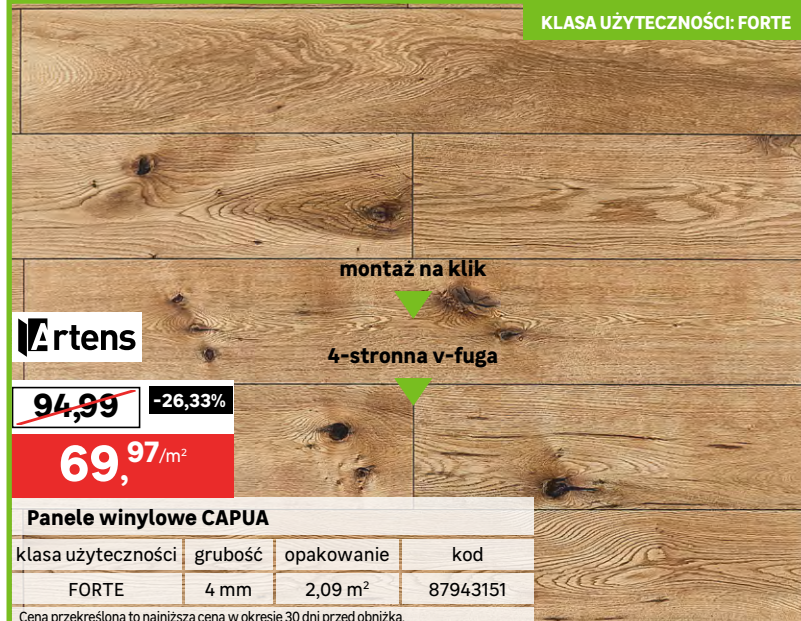 KLASA UŻYTECZNOŚCI: FORTE
montaż na klik
4-stronna v-fuga
Artens
94,99 -26,33%
69,97/m²
Panele winylowe CAPUA
klasa użyteczności grubość opakowanie kod
FORTE 4 mm 2,09 m² 87943151
Cena przekreślona to najniższa cena w okresie 30 dni przed obniżką.